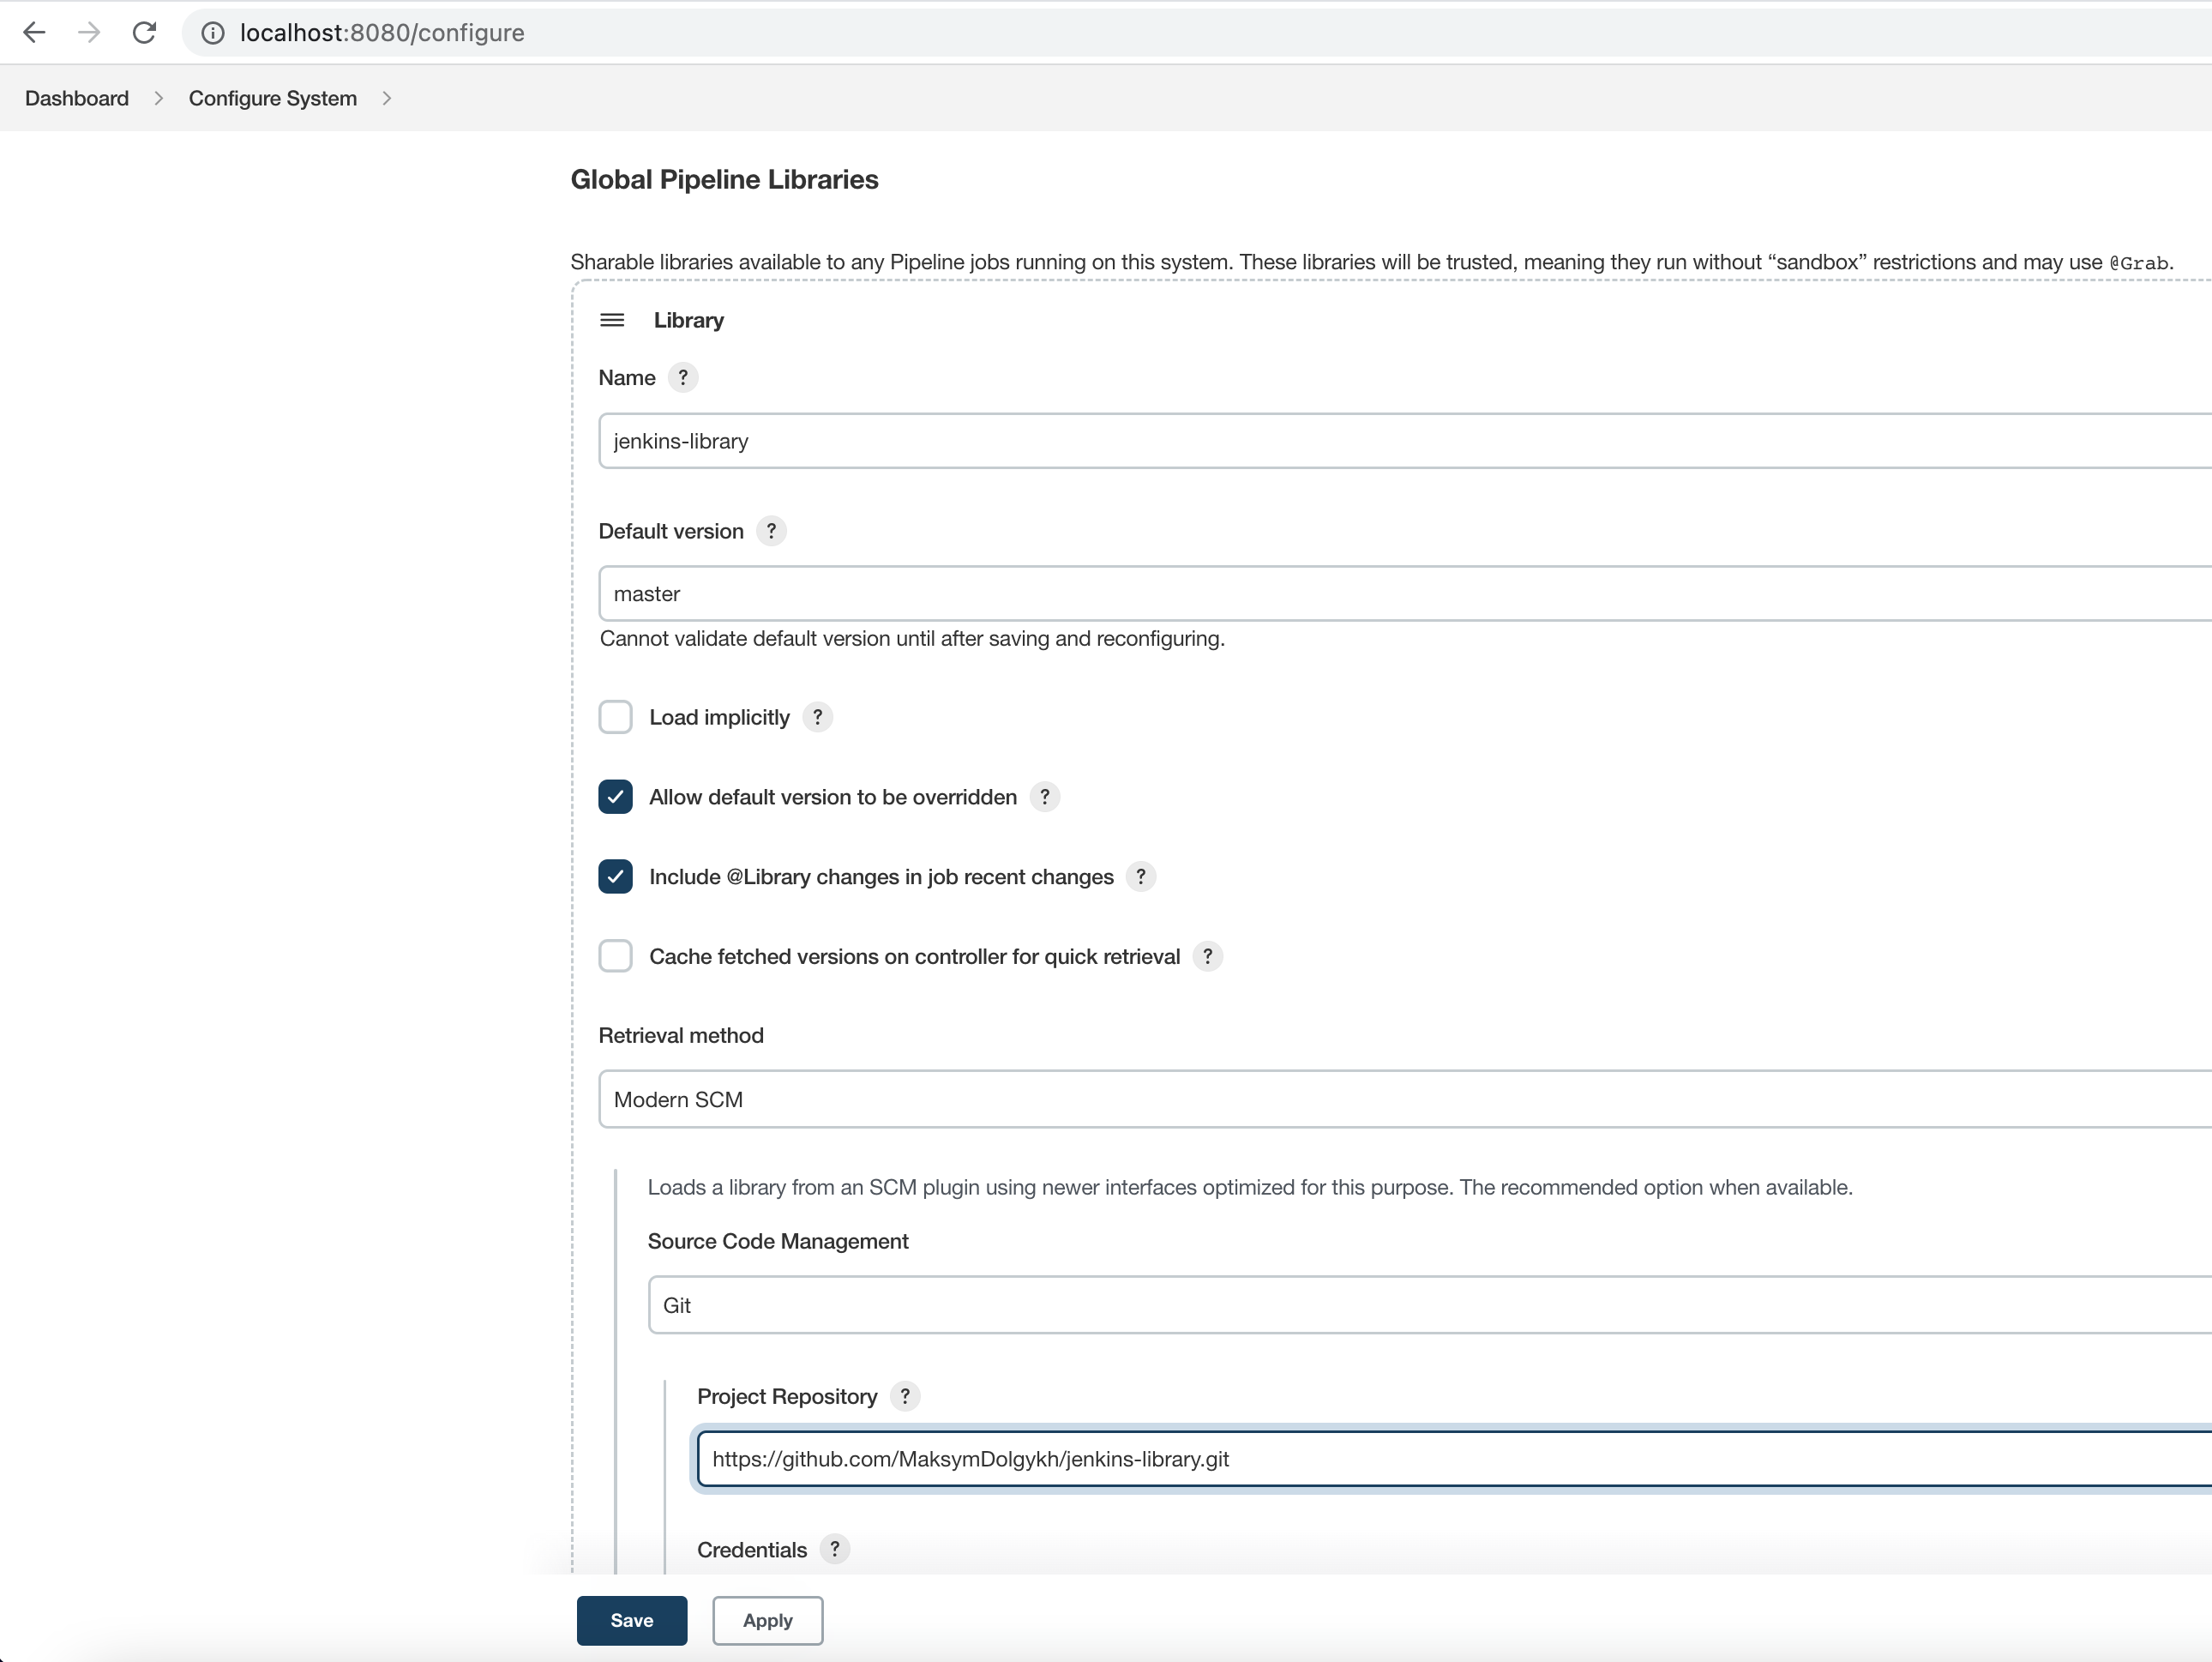 localhost:8080/configure
Dashboard
Configure System
Global Pipeline Libraries
Sharable libraries available to any Pipeline jobs running on this system. These libraries will be trusted, meaning they run without “sandbox” restrictions and may use @Grab.
Library
Name ?
jenkins-library
Default version ?
master
Cannot validate default version until after saving and reconfiguring.
Load implicitly ?
Allow default version to be overridden ?
Include @Library changes in job recent changes ?
Cache fetched versions on controller for quick retrieval ?
Retrieval method
Modern SCM
Loads a library from an SCM plugin using newer interfaces optimized for this purpose. The recommended option when available.
Source Code Management
Git
Project Repository ?
https://github.com/MaksymDolgykh/jenkins-library.git
Credentials ?
Save Apply